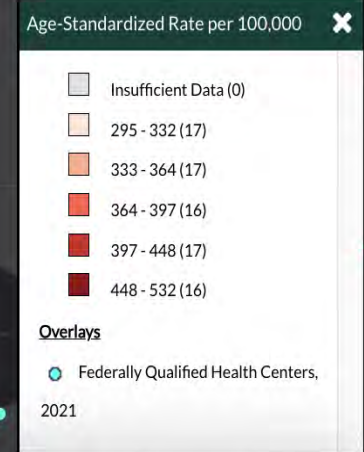 Age-Standardized Rate per 100,000
Insufficient Data (0)
295 - 332 (17)
333 - 364 (17)
364 - 397 (16)
397 - 448 (17)
448 - 532 (16)
Overlays
Federally Qualified Health Centers,
2021